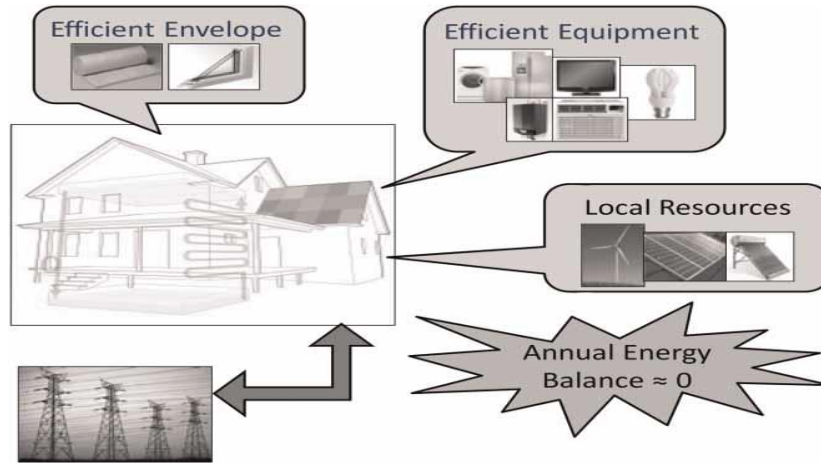 Efficient Envelope
Efficient Equipment
Local Resources
Annual Energy
Balance ≈ 0